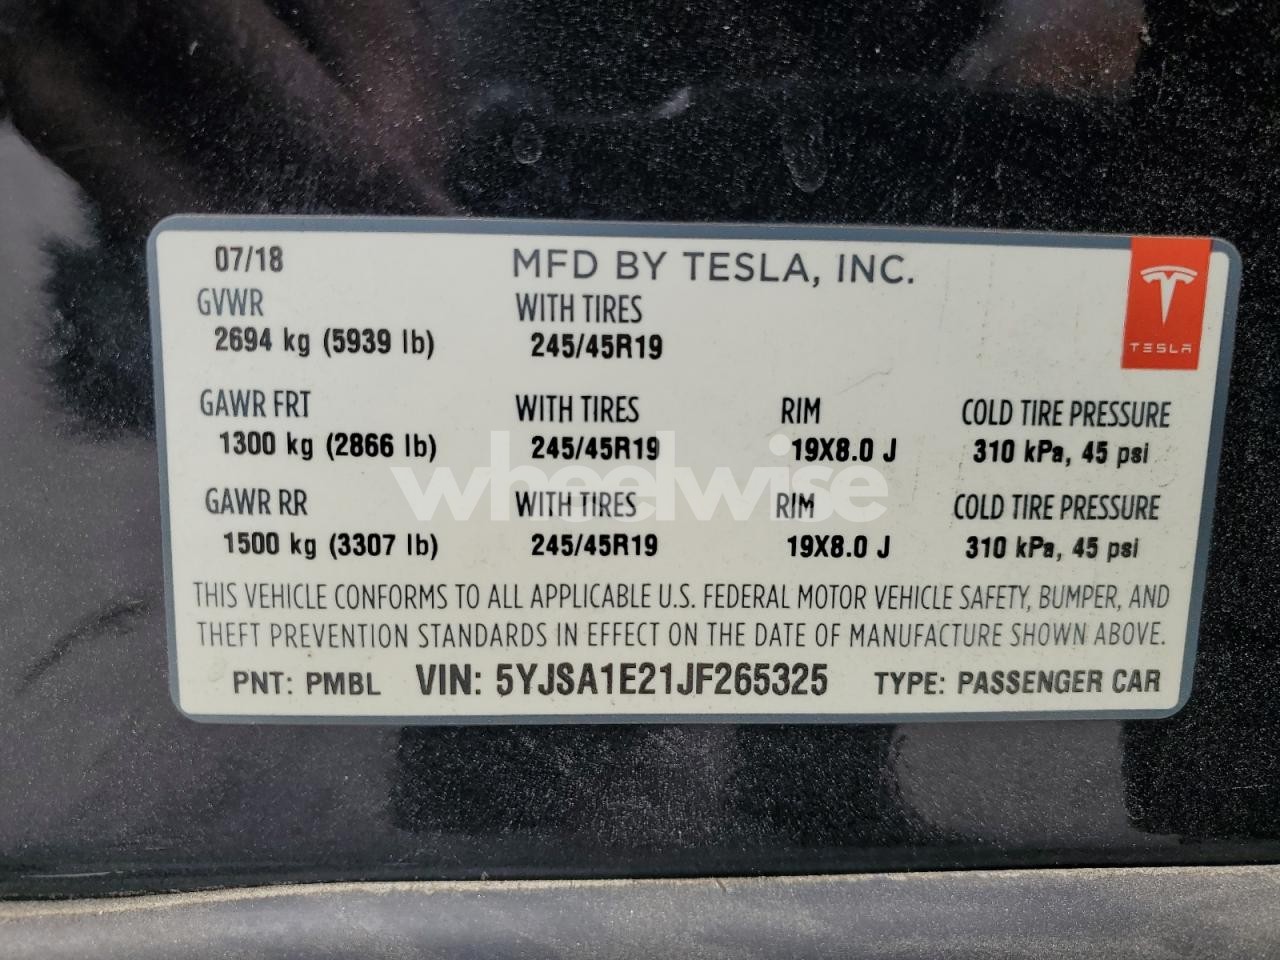 07/18 MFD BY TESLA, INC.
GVWR WITH TIRES
2694 kg (5939 lb) 245/45R19
TESLA
GAWR FRT WITH TIRES RIM COLD TIRE PRESSURE
1300 kg (2866 lb) 245/45R19 19X8.0 J 310 kPa, 45 psi
wheelwise
GAWR RR WITH TIRES RIM COLD TIRE PRESSURE
1500 kg (3307 lb) 245/45R19 19X8.0 J 310 kPa, 45 psi
THIS VEHICLE CONFORMS TO ALL APPLICABLE U.S. FEDERAL MOTOR VEHICLE SAFETY, BUMPER, AND
THEFT PREVENTION STANDARDS IN EFFECT ON THE DATE OF MANUFACTURE SHOWN ABOVE.
PNT: PMBL VIN: 5YJSA1E21JF265325 TYPE: PASSENGER CAR